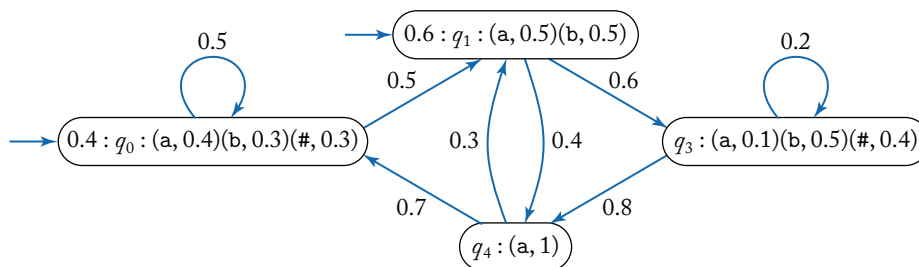 0.6 : q₁ : (a, 0.5)(b, 0.5)
0.5
0.2
0.5
0.6
0.4 : q₀ : (a, 0.4)(b, 0.3)(#, 0.3)
0.3
0.4
q₃ : (a, 0.1)(b, 0.5)(#, 0.4)
0.7
0.8
q₄ : (a, 1)